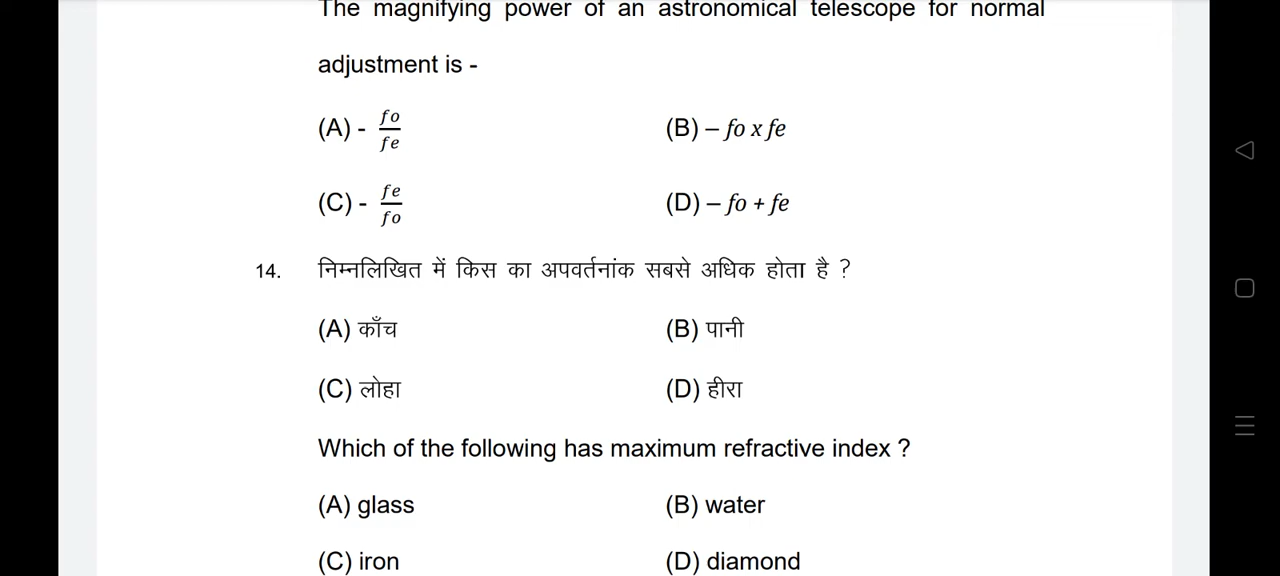 The magnifying power of an astronomical telescope for normal
adjustment is -
(A) - fo/fe (B) – fo x fe
(C) - fe/fo (D) – fo + fe
14. निम्नलिखित में किस का अपवर्तनांक सबसे अधिक होता है ?
(A) काँच (B) पानी
(C) लोहा (D) हीरा
Which of the following has maximum refractive index ?
(A) glass (B) water
(C) iron (D) diamond